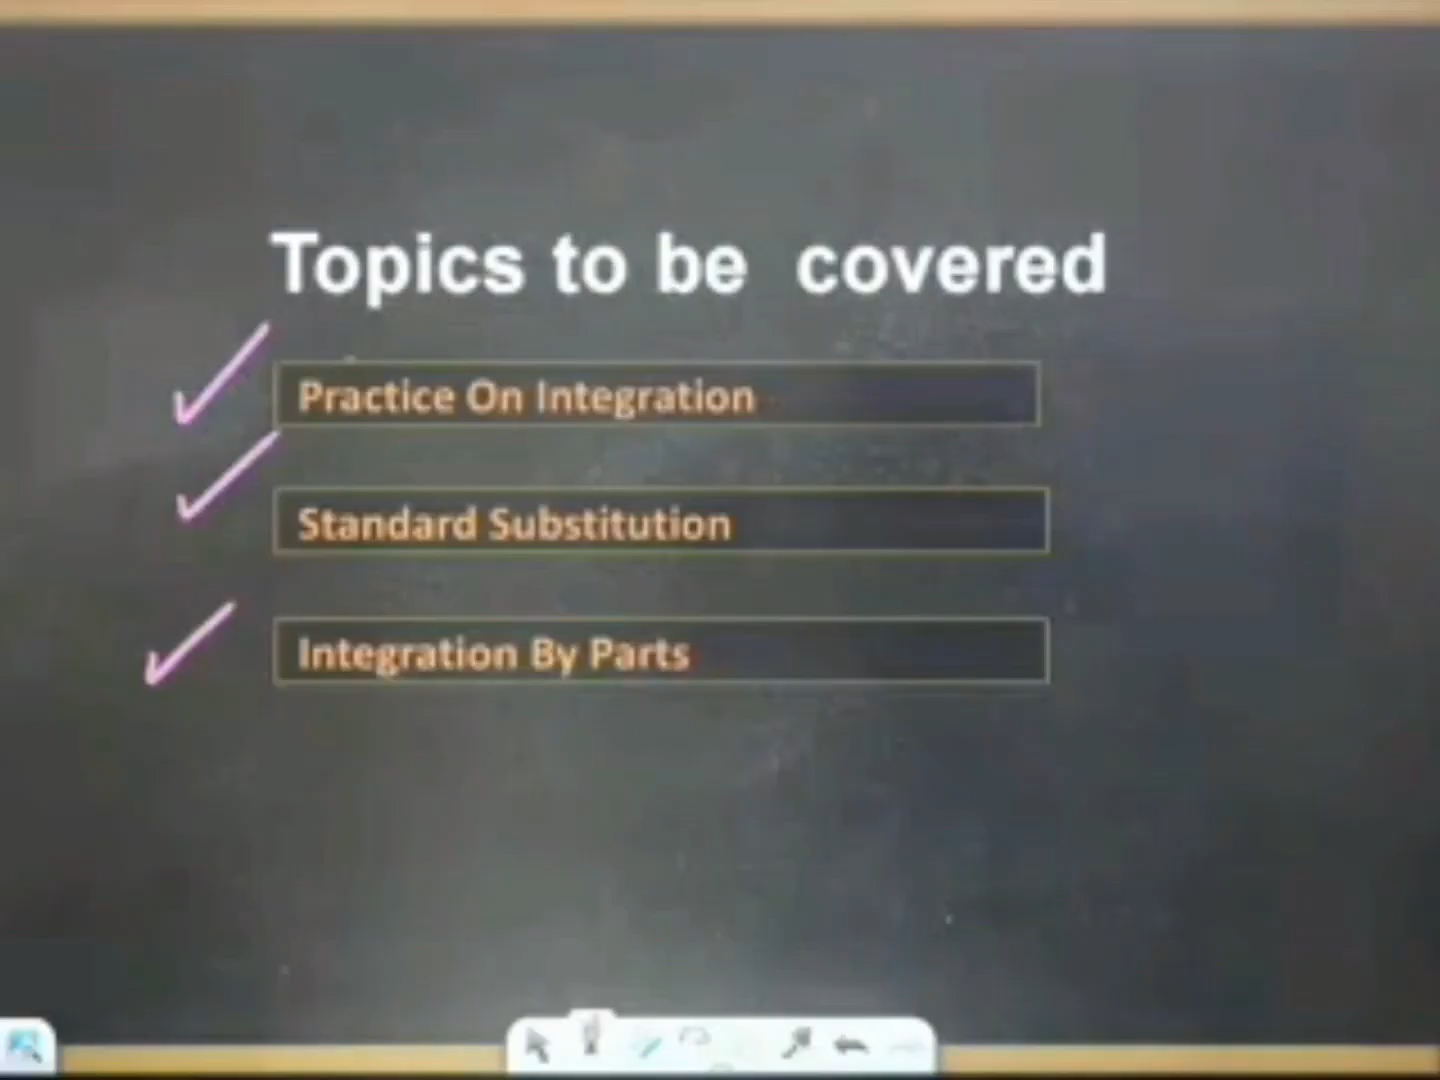 Topics to be covered
Practice On Integration
Standard Substitution
Integration By Parts